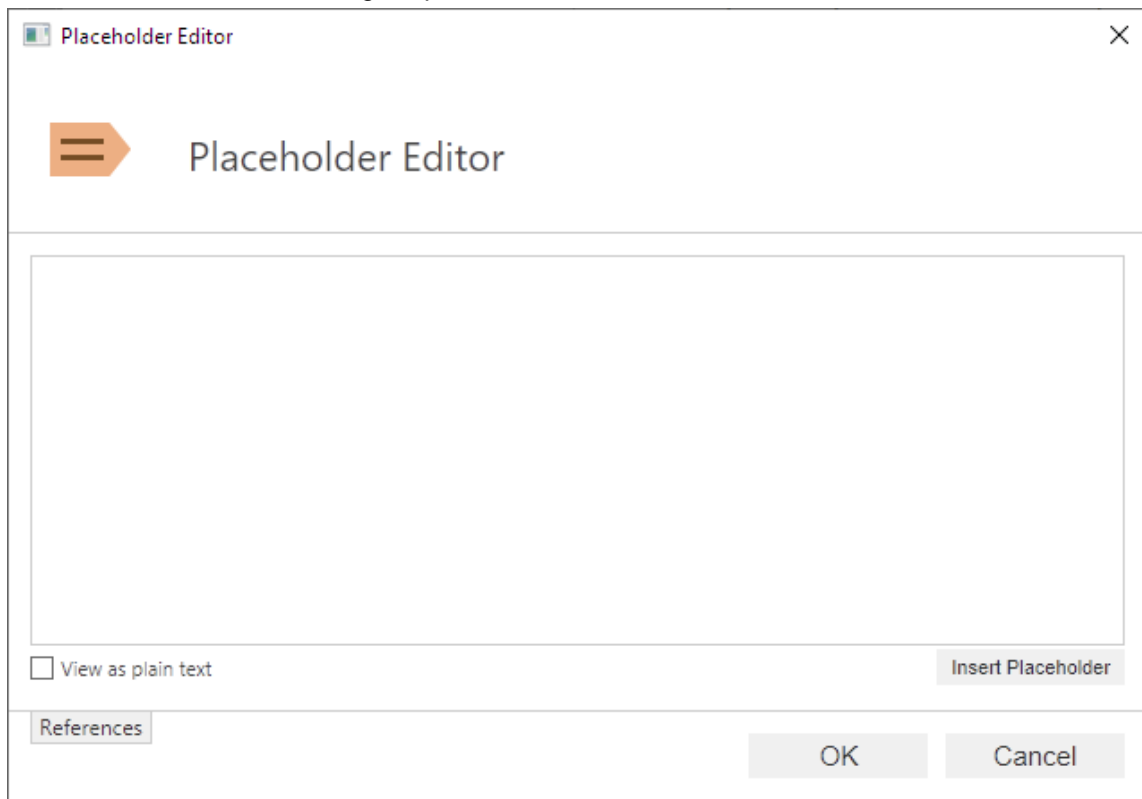 Placeholder Editor
Placeholder Editor
View as plain text
Insert Placeholder
References
OK
Cancel